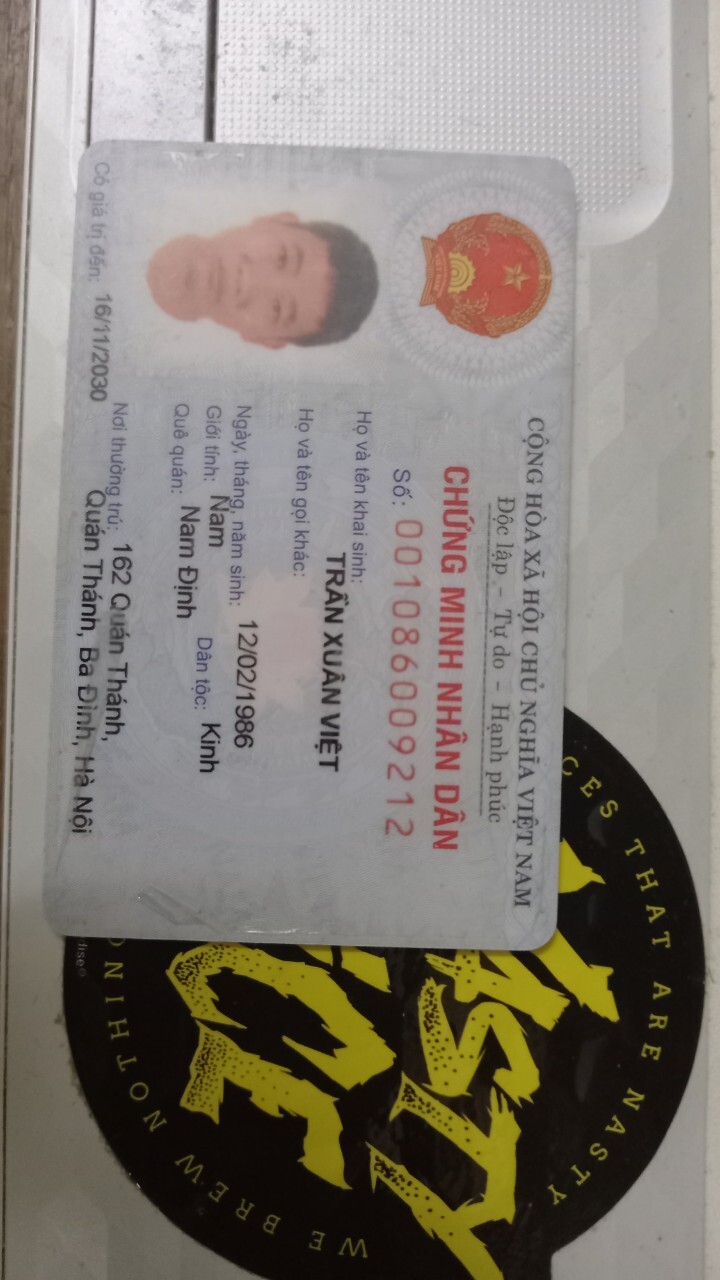 CỘNG HÒA XÃ HỘI CHỦ NGHĨA VIỆT NAM
Độc lập - Tự do - Hạnh phúc
CHỨNG MINH NHÂN DÂN
Số: 001086009212
Họ và tên khai sinh:
TRẦN XUÂN VIỆT
Họ và tên gọi khác:
Ngày, tháng, năm sinh: 12/02/1986
Giới tính: Nam Dân tộc: Kinh
Quê quán: Nam Định
Nơi thường trú: 162 Quán Thánh,
Quán Thánh, Ba Đình, Hà Nội
Có giá trị đến: 16/11/2030
THAT ARE NASTY
WE BREW NOTHIN